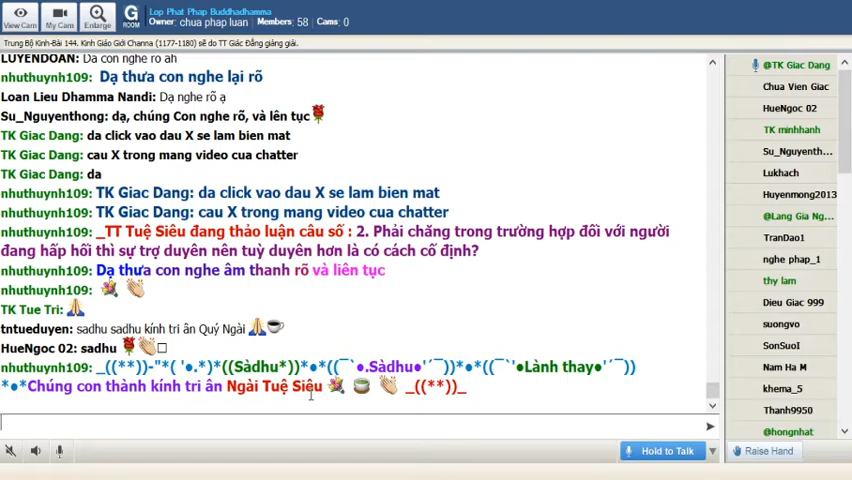 View Cam
My Cam
Enlarge
G
ROOM
Lop Phat Phap Buddhadhamma
Owner: chua phap luan Members: 58 Cams: 0
Trung Bộ Kinh-Bài 144. Kinh Giáo Giới Channa (1177-1180) sẽ do TT Giác Đẳng giảng giải.
LUYENDOAN: Da con nghe ro ah
nhuthuynh109: Dạ thưa con nghe lại rõ
Loan Lieu Dhamma Nandi: Dạ nghe rõ ạ
Su_Nguyenthong: dạ, chúng Con nghe rõ, và lên tục
TK Giac Dang: da click vao dau X se lam bien mat
TK Giac Dang: cau X trong mang video cua chatter
TK Giac Dang: da
nhuthuynh109: TK Giac Dang: da click vao dau X se lam bien mat
nhuthuynh109: TK Giac Dang: cau X trong mang video cua chatter
nhuthuynh109: _TT Tuệ Siêu đang thảo luận câu số : 2. Phải chăng trong trường hợp đối với người
đang hấp hối thì sự trợ duyên nên tuỳ duyên hơn là có cách cố định?
nhuthuynh109: Dạ thưa con nghe âm thanh rõ và liên tục
nhuthuynh109:
TK Tue Tri:
tntueduyen: sadhu sadhu kính tri ân Quý Ngài
HueNgoc 02: sadhu
nhuthuynh109: _((**))-"*( '●.*)*((Sàdhu*))*●*((¯`●.Sàdhu●'´¯))*●*((¯`'●Lành thay●'´¯))
*●*Chúng con thành kính tri ân Ngài Tuệ Siêu _((**))_
@TK Giac Dang
Chua Vien Giac
HueNgoc 02
TK minhhanh
Su_Nguyenth...
Lukhach
Huyenmong2013
@Lang Gia Ng...
TranDao1
nghe phap_1
thy lam
Dieu Giac 999
suongvo
SonSuoI
Nam Ha M
khema_5
Thanh9950
@hongnhat
Hold to Talk
Raise Hand